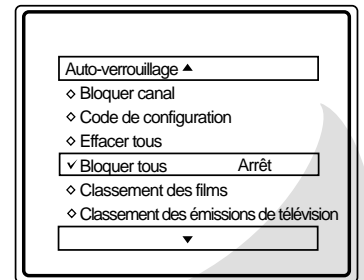 Auto-verrouillage ▲
◇ Bloquer canal
◇ Code de configuration
◇ Effacer tous
✓ Bloquer tous Arrêt
◇ Classement des films
◇ Classement des émissions de télévision
▼